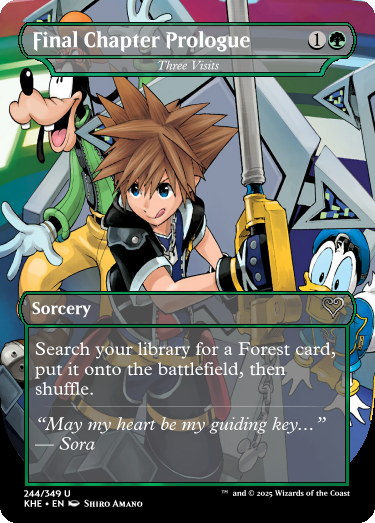 Final Chapter Prologue 1
Three Visits
Sorcery
Search your library for a Forest card,
put it onto the battlefield, then
shuffle.
“May my heart be my guiding key…”
— Sora
244/349 U
KHE • EN Shiro Amano
™ and © 2025 Wizards of the Coast